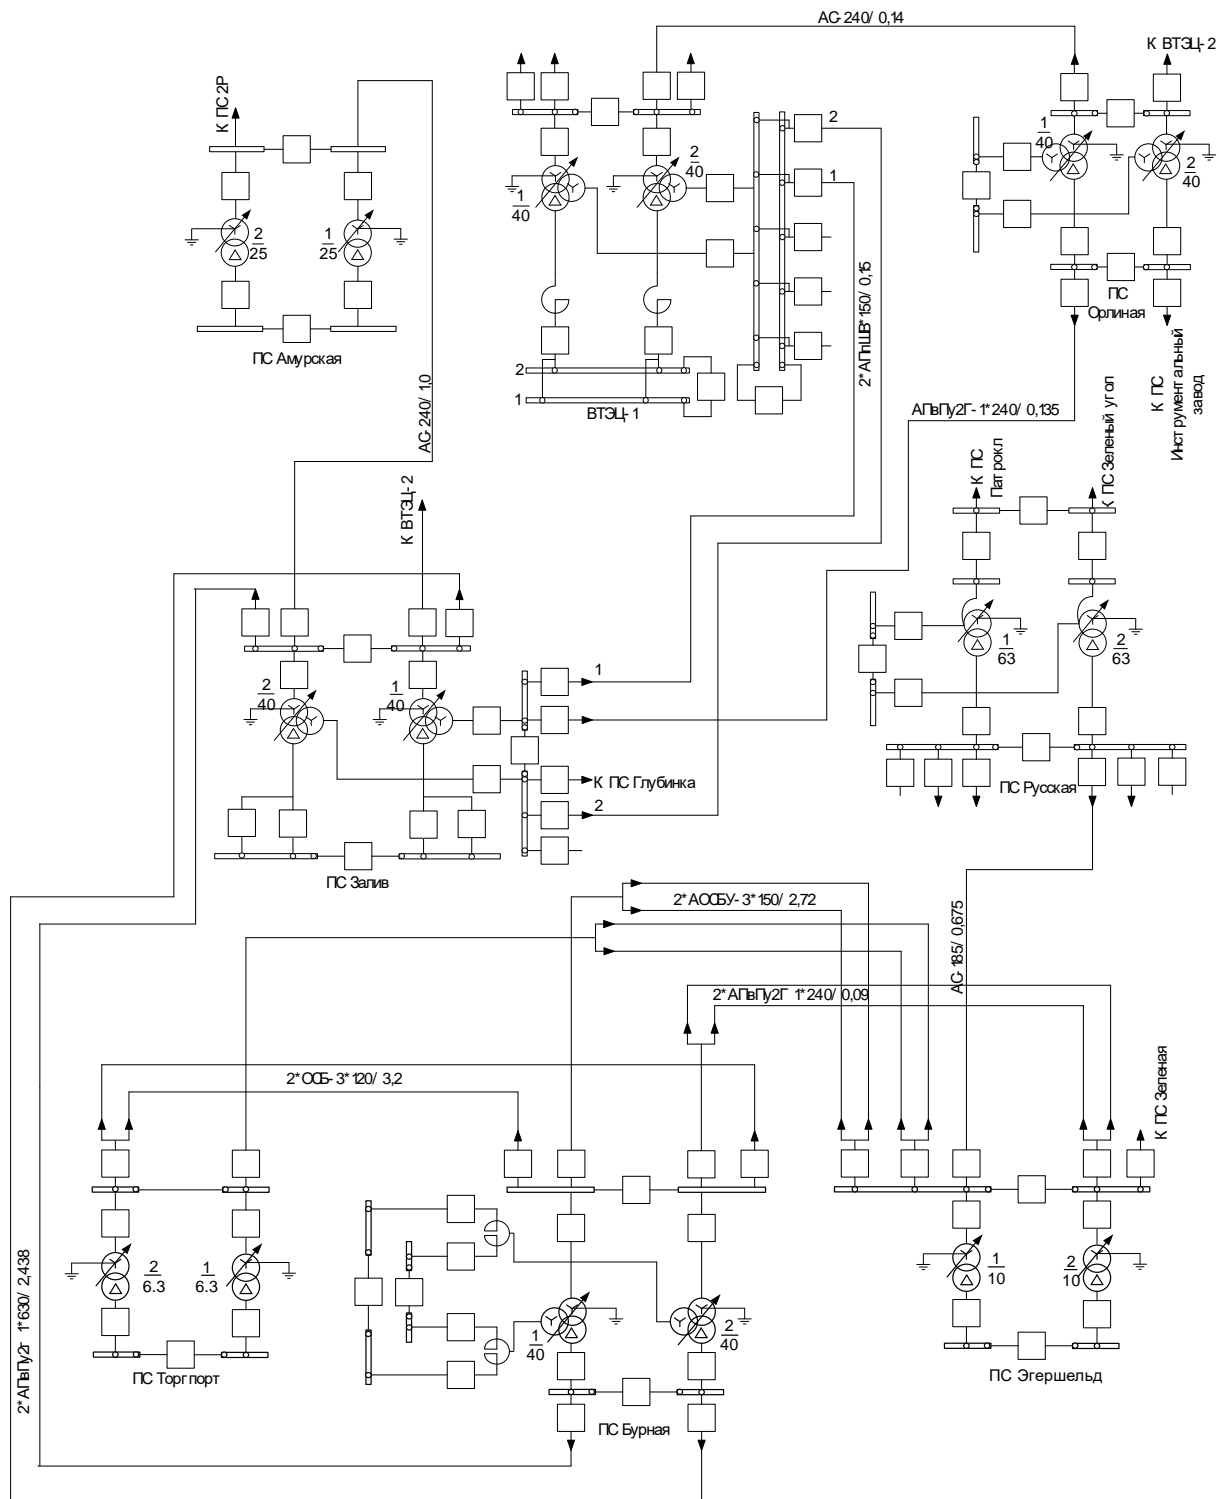 АС-240/ 0,14
К ВТЭЦ-2
К ПС 2Р
2
25
1
25
ПС Амурская
АС-240/ 1,0
1
40
2
40
2
1
2
1
ВТЭЦ-1
2*АПпШВ*150/ 0,15
1
40
2
40
ПС
Орлиная
К ПС
Инструментальный
завод
АПвПу2Г-1*240/ 0,135
К ПС
Патрокл
К ПС Зеленый угол
1
63
2
63
ПС Русская
К ВТЭЦ-2
2
40
1
40
1
К ПС Глубинка
2
ПС Залив
2*АОСБУ-3*150/ 2,72
АС-185/ 0,675
2*АПвПу2Г 1*240/ 0,09
2*ОСБ-3*120/ 3,2
К ПС Зеленая
2*АПвПу2г 1*630/ 2,438
2
6.3
1
6.3
ПС Торгпорт
1
40
2
40
ПС Бурная
1
10
2
10
ПС Эгершельд